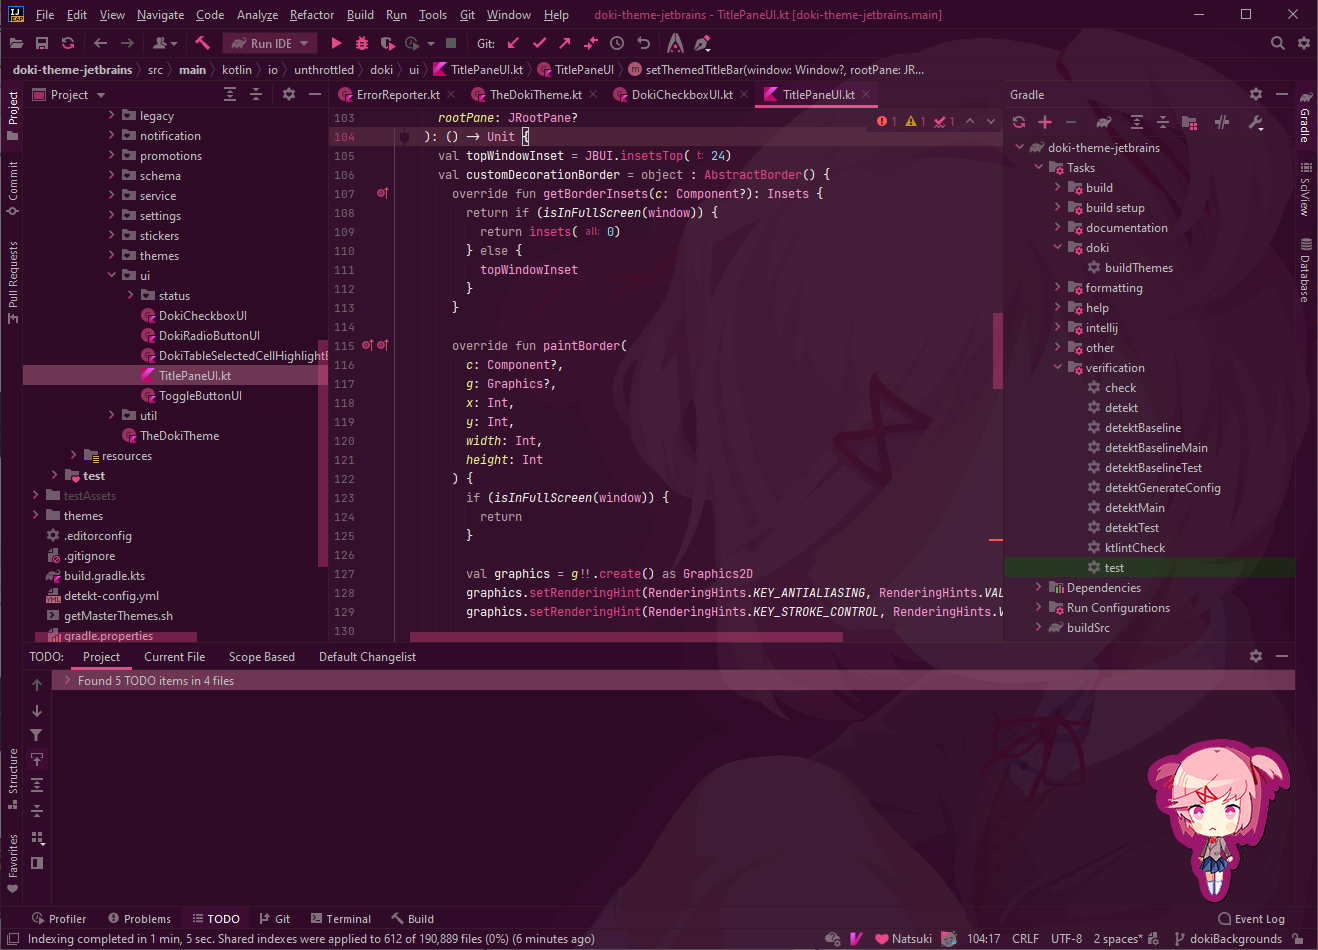 IJ
EAP
File Edit View Navigate Code Analyze Refactor Build Run Tools Git Window Help doki-theme-jetbrains - TitlePaneUI.kt [doki-theme-jetbrains.main]
Run IDE Git:
doki-theme-jetbrains src main kotlin io unthrottled doki ui TitlePaneUI.kt TitlePaneUI setThemedTitleBar(window: Window?, rootPane: JR...
Project
Commit
Pull Requests
Structure
Favorites
Project
legacy
notification
promotions
schema
service
settings
stickers
themes
ui
status
DokiCheckboxUI
DokiRadioButtonUI
DokiTableSelectedCellHighlight
TitlePaneUI.kt
ToggleButtonUI
util
TheDokiTheme
resources
test
testAssets
themes
.editorconfig
.gitignore
build.gradle.kts
detekt-config.yml
getMasterThemes.sh
gradle.properties
ErrorReporter.kt TheDokiTheme.kt DokiCheckboxUI.kt TitlePaneUI.kt
1 1 1
103 rootPane: JRootPane?
104 ): () → Unit {
105 val topWindowInset = JBUI.insetsTop( t: 24)
106 val customDecorationBorder = object : AbstractBorder() {
107 override fun getBorderInsets(c: Component?): Insets {
108 return if (isInFullScreen(window)) {
109 return insets( all: 0)
110 } else {
111 topWindowInset
112 }
113 }
114
115 override fun paintBorder(
116 c: Component?,
117 g: Graphics?,
118 x: Int,
119 y: Int,
120 width: Int,
121 height: Int
122 ) {
123 if (isInFullScreen(window)) {
124 return
125 }
126
127 val graphics = g!!.create() as Graphics2D
128 graphics.setRenderingHint(RenderingHints.KEY_ANTIALIASING, RenderingHints.VAL
129 graphics.setRenderingHint(RenderingHints.KEY_STROKE_CONTROL, RenderingHints.V
130
Gradle
doki-theme-jetbrains
Tasks
build
build setup
documentation
doki
buildThemes
formatting
help
intellij
other
verification
check
detekt
detektBaseline
detektBaselineMain
detektBaselineTest
detektGenerateConfig
detektMain
detektTest
ktlintCheck
test
Dependencies
Run Configurations
buildSrc
Gradle
SciView
Database
TODO: Project Current File Scope Based Default Changelist
Found 5 TODO items in 4 files
Profiler Problems TODO Git Terminal Build Event Log
Indexing completed in 1 min, 5 sec. Shared indexes were applied to 612 of 190,889 files (0%) (6 minutes ago) Natsuki 104:17 CRLF UTF-8 2 spaces* dokiBackgrounds